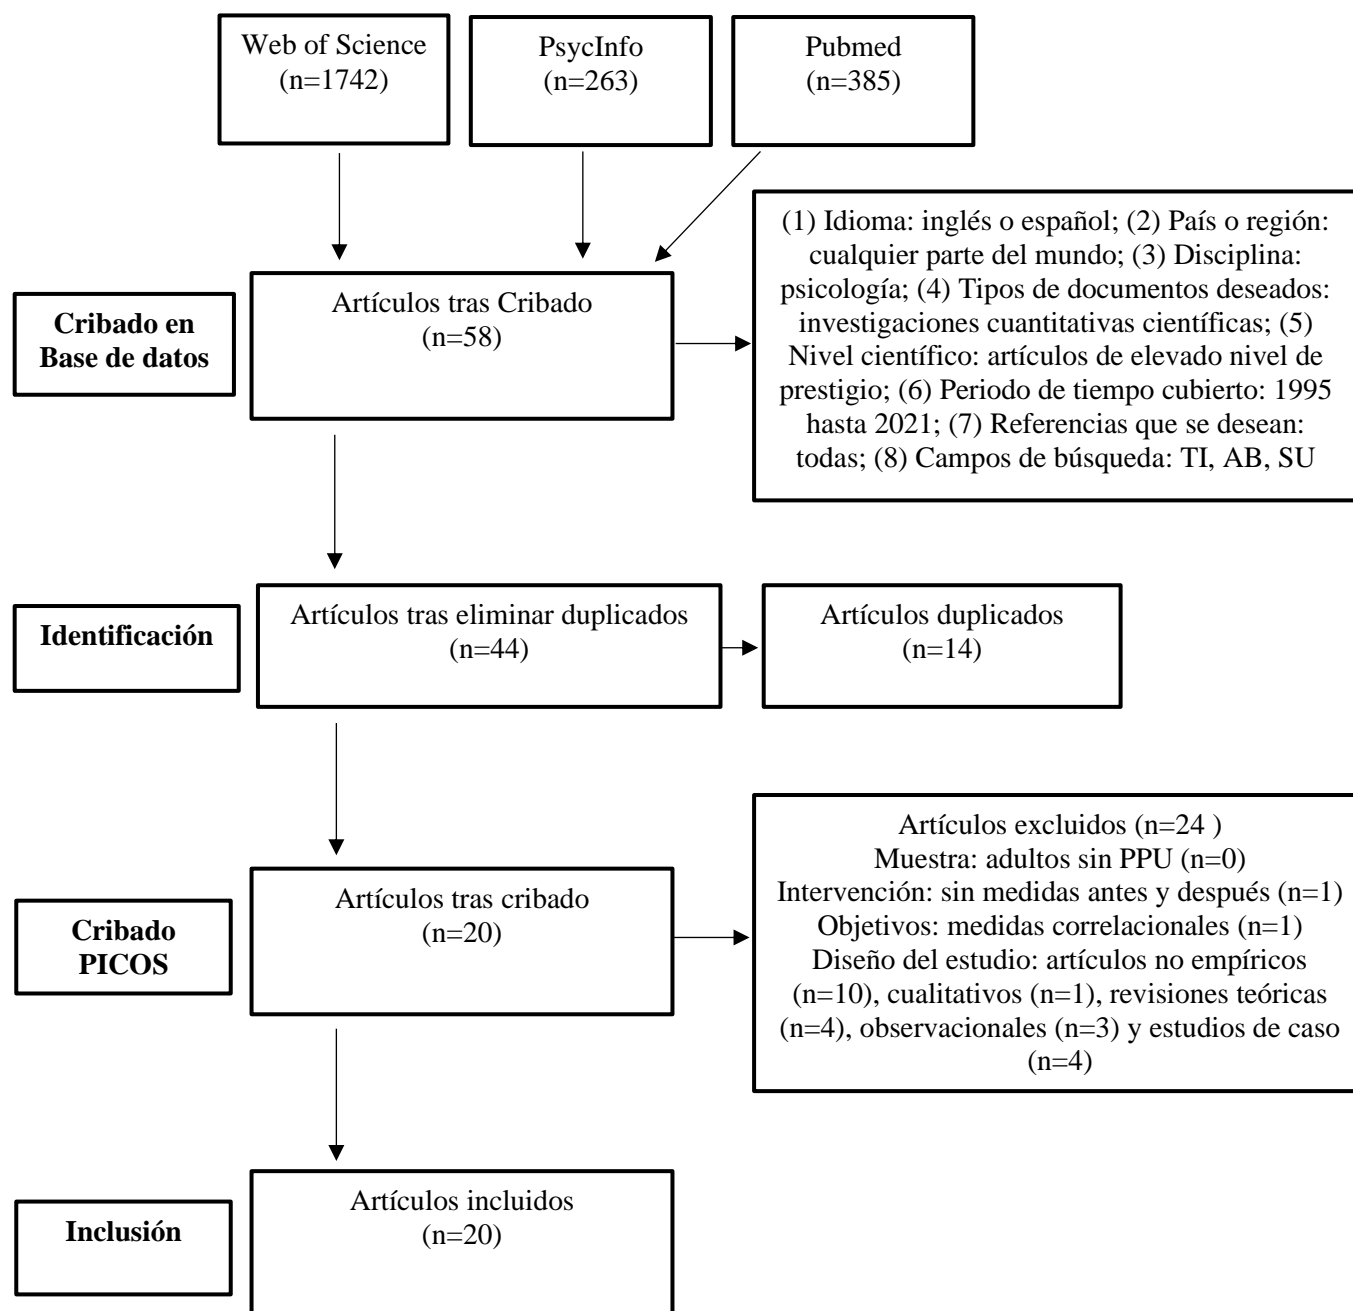 Web of Science
(n=1742)
PsycInfo
(n=263)
Pubmed
(n=385)
(1) Idioma: inglés o español; (2) País o región:
cualquier parte del mundo; (3) Disciplina:
psicología; (4) Tipos de documentos deseados:
investigaciones cuantitativas científicas; (5)
Nivel científico: artículos de elevado nivel de
prestigio; (6) Periodo de tiempo cubierto: 1995
hasta 2021; (7) Referencias que se desean:
todas; (8) Campos de búsqueda: TI, AB, SU
Cribado en
Base de datos
Artículos tras Cribado
(n=58)
Identificación
Artículos tras eliminar duplicados
(n=44)
Artículos duplicados
(n=14)
Cribado
PICOS
Artículos tras cribado
(n=20)
Artículos excluidos (n=24 )
Muestra: adultos sin PPU (n=0)
Intervención: sin medidas antes y después (n=1)
Objetivos: medidas correlacionales (n=1)
Diseño del estudio: artículos no empíricos
(n=10), cualitativos (n=1), revisiones teóricas
(n=4), observacionales (n=3) y estudios de caso
(n=4)
Inclusión
Artículos incluidos
(n=20)